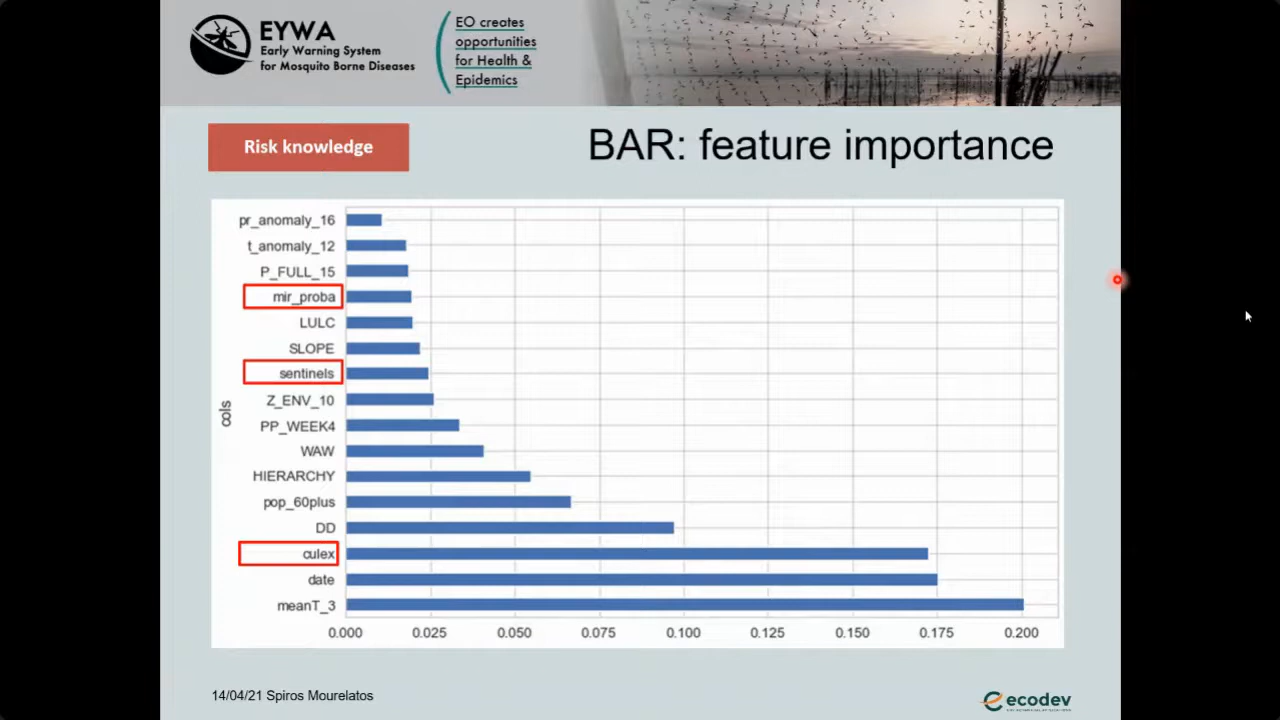 EYWA
Early Warning System
for Mosquito Borne Diseases
EO creates
opportunities
for Health &
Epidemics
Risk knowledge
BAR: feature importance
pr_anomaly_16
t_anomaly_12
P_FULL_15
mir_proba
LULC
SLOPE
sentinels
Z_ENV_10
PP_WEEK4
WAW
HIERARCHY
pop_60plus
DD
culex
date
meanT_3
cols
0.000 0.025 0.050 0.075 0.100 0.125 0.150 0.175 0.200
14/04/21 Spiros Mourelatos
ecodev